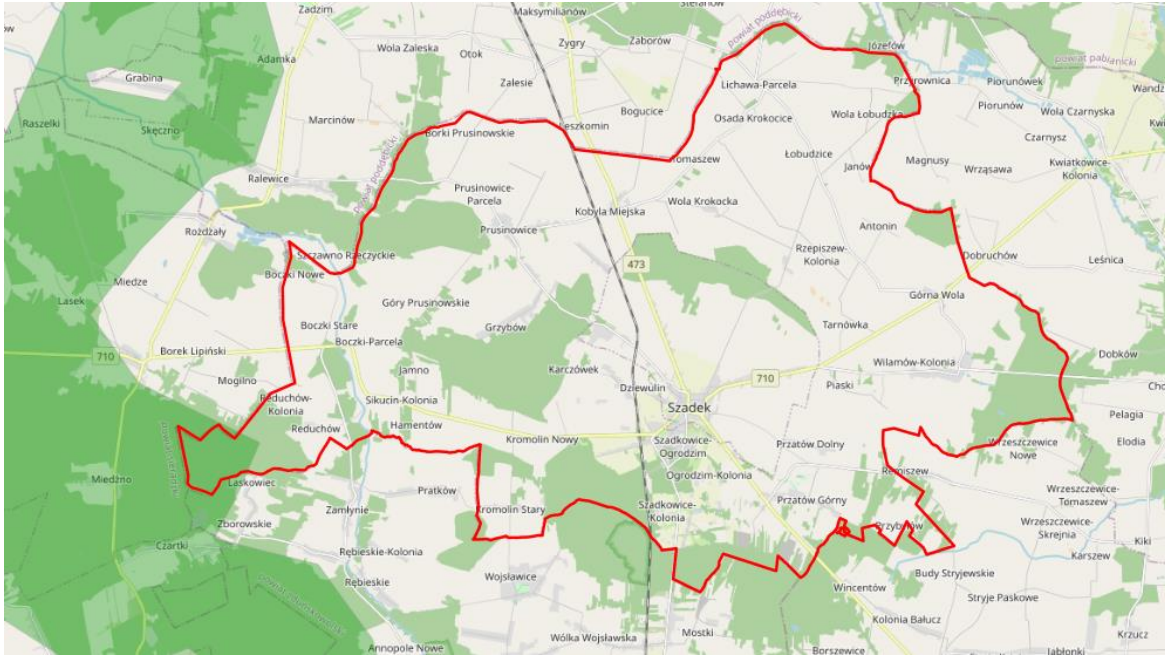 Zadzim
Maksymilianów
Stefanów
Wola Zaleska
Otok
Zygry
Zaborów
powiat poddębicki
Józefów
powiat pabianicki
Adamka
Grabina
Zalesie
Lichawa-Parcela
Przyrownica
Piorunówek
Wandz
Raszelki
Skęczno
Marcinów
Bogucice
Osada Krokocice
Wola Łobudzka
Piorunów
Wola Czarnyska
Borki Prusinowskie
Leszkomin
Czarnysz
Kwi
Ralewice
powiat poddębicki
Tomaszew
Łobudzice
Janów
Magnusy
Wrząsawa
Kwiatkowice-
Kolonia
Prusinowice-
Parcela
Wola Krokocka
Kobyla Miejska
Rożdżały
Prusinowice
Antonin
Szczawno Rzeczyckie
Rzepiszew-
Kolonia
Dobruchów
Leśnica
Boczki Nowe
473
Miedze
Lasek
Góry Prusinowskie
Górna Wola
Boczki Stare
Grzybów
Tarnówka
Boczki-Parcela
710
Borek Lipiński
Dobków
Wilamów-Kolonia
Jamno
Karczówek
Mogilno
Dziewulin
710
Piaski
Cho
Reduchów-
Kolonia
Sikucin-Kolonia
Szadek
Pelagia
Reduchów
Hamentów
Kromolin Nowy
Szadkowice-
Ogrodzim
Przatów Dolny
Wrzeszczewice
Nowe
Elodia
powiat sieradzki
Ogrodzim-Kolonia
Remiszew
Miedźno
Laskowiec
Pratków
Wrzeszczewice-
Tomaszew
Zamłynie
Kromolin Stary
Szadkowice-
Kolonia
Przatów Górny
Zborowskie
Przybyłów
Wrzeszczewice-
Skrejnia
Czartki
Rębieskie-Kolonia
Karszew
Kiki
Wojsławice
Budy Stryjewskie
Rębieskie
Wincentów
Stryje Paskowe
Kolonia Bałucz
Mostki
Wólka Wojsławska
Krzucz
Annopole Nowe
Borszewice
Jabłonki